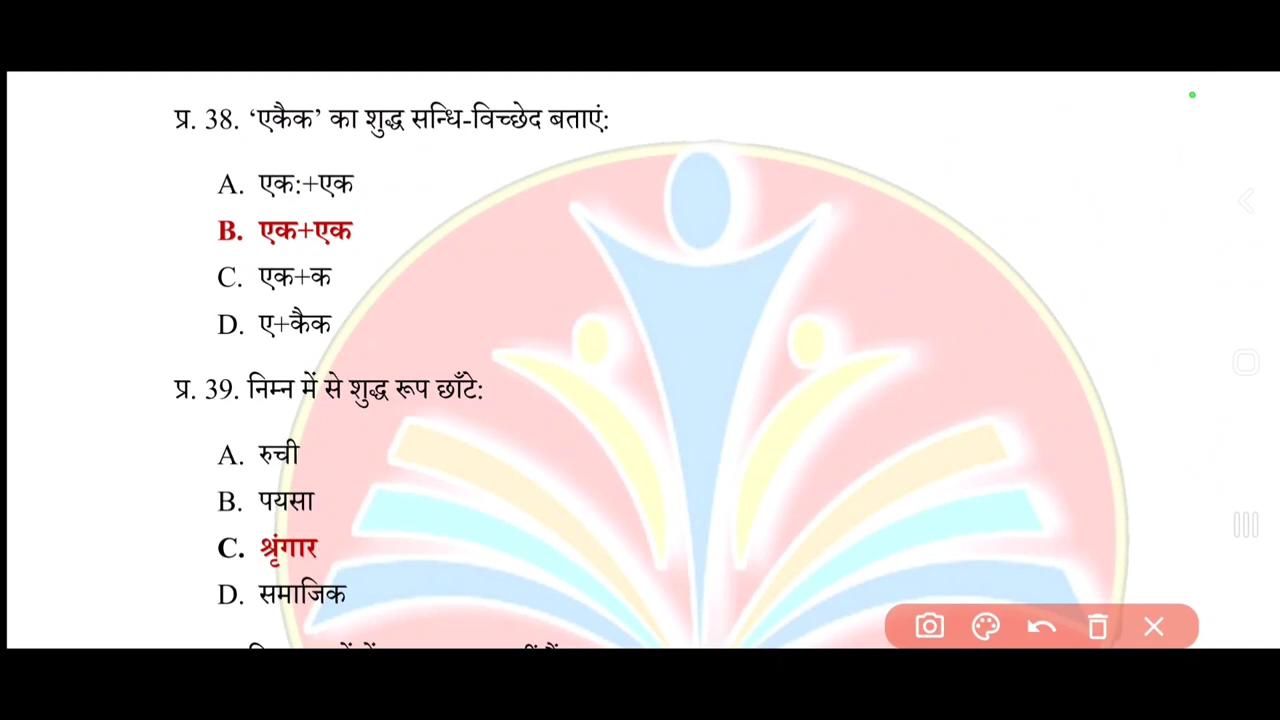 प्र. 38. ‘एकैक’ का शुद्ध सन्धि-विच्छेद बताएं:
A. एक:+एक
B. एक+एक
C. एक+क
D. ए+कैक
प्र. 39. निम्न में से शुद्ध रूप छाँटे:
A. रुची
B. पयसा
C. श्रृंगार
D. समाजिक